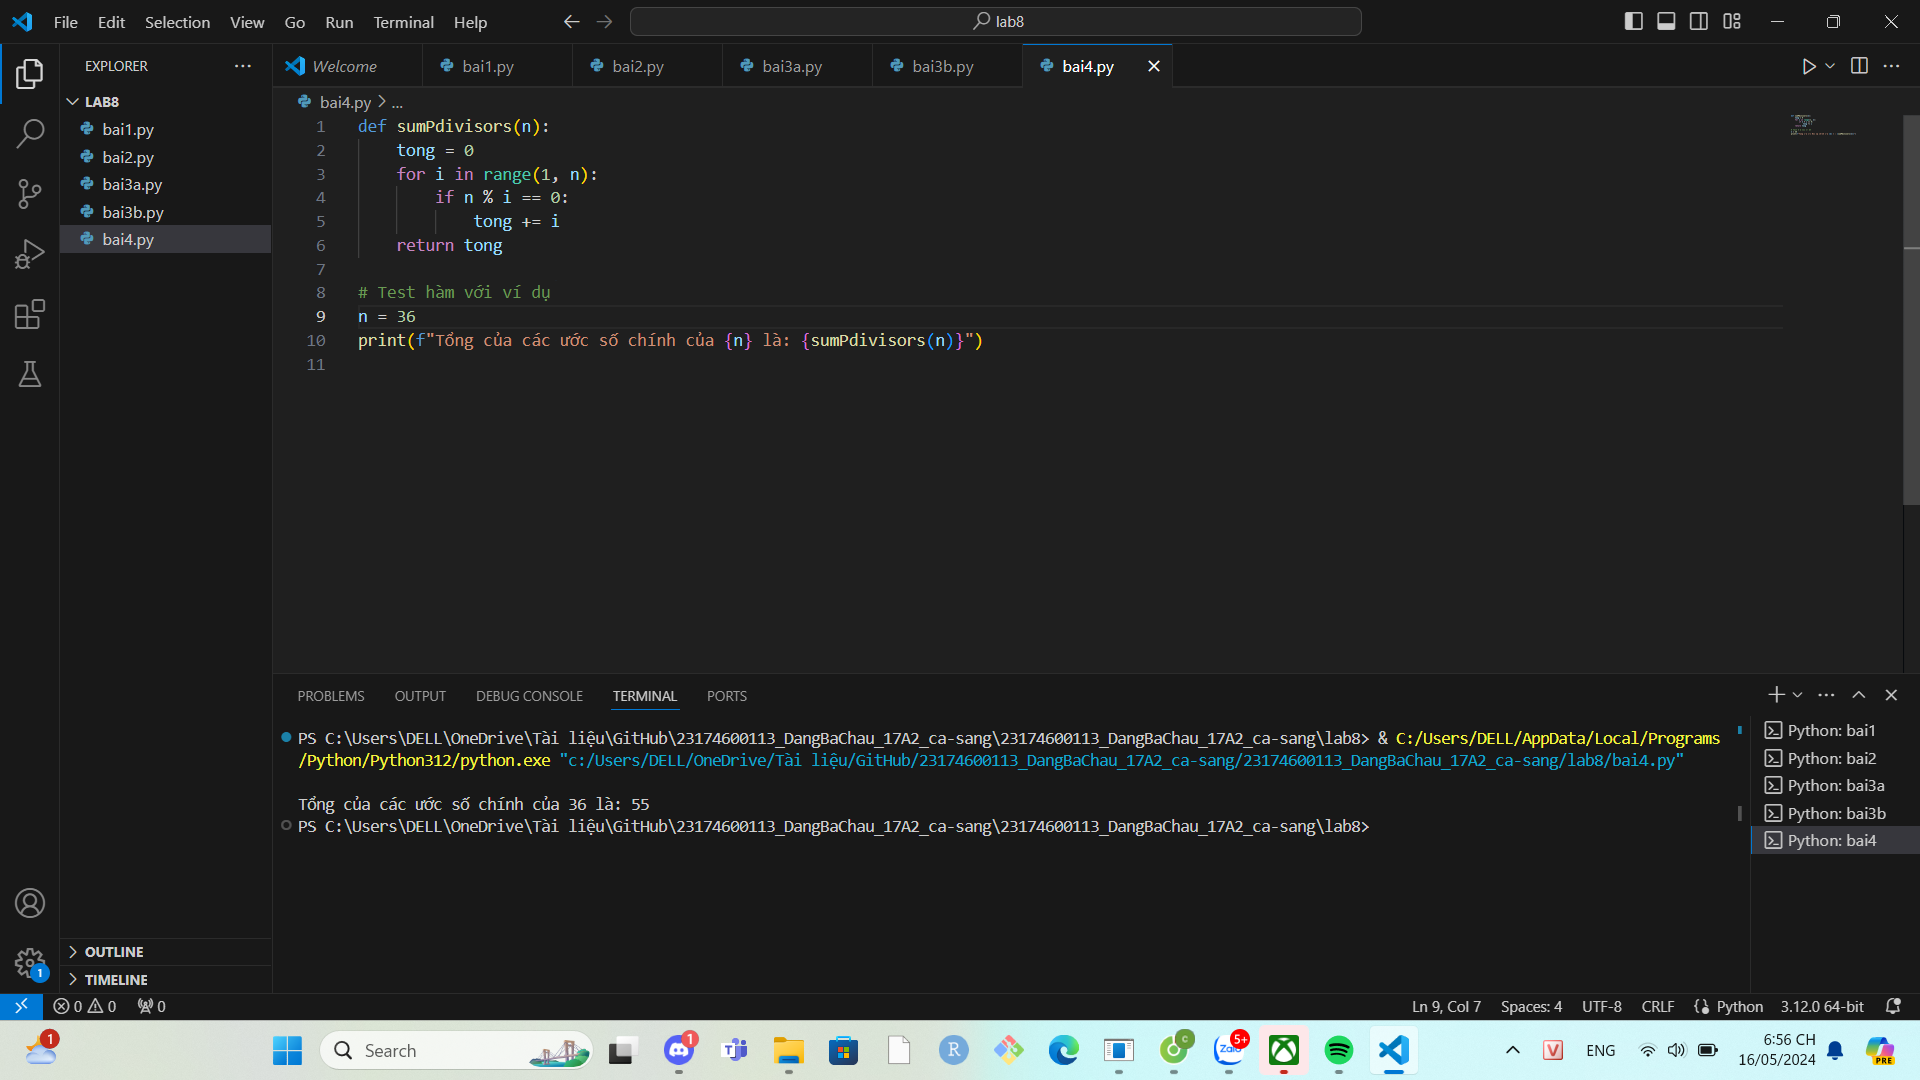 File Edit Selection View Go Run Terminal Help
lab8
EXPLORER
Welcome
bai1.py
bai2.py
bai3a.py
bai3b.py
bai4.py
LAB8
bai1.py
bai2.py
bai3a.py
bai3b.py
bai4.py
bai4.py > ...
1 def sumPdivisors(n):
2 tong = 0
3 for i in range(1, n):
4 if n % i == 0:
5 tong += i
6 return tong
7
8 # Test hàm với ví dụ
9 n = 36
10 print(f"Tổng của các ước số chính của {n} là: {sumPdivisors(n)}")
11
PROBLEMS OUTPUT DEBUG CONSOLE TERMINAL PORTS
PS C:\Users\DELL\OneDrive\Tài liệu\GitHub\23174600113_DangBaChau_17A2_ca-sang\23174600113_DangBaChau_17A2_ca-sang\lab8> & C:/Users/DELL/AppData/Local/Programs
/Python/Python312/python.exe "c:/Users/DELL/OneDrive/Tài liệu/GitHub/23174600113_DangBaChau_17A2_ca-sang/23174600113_DangBaChau_17A2_ca-sang/lab8/bai4.py"
Tổng của các ước số chính của 36 là: 55
PS C:\Users\DELL\OneDrive\Tài liệu\GitHub\23174600113_DangBaChau_17A2_ca-sang\23174600113_DangBaChau_17A2_ca-sang\lab8>
Python: bai1
Python: bai2
Python: bai3a
Python: bai3b
Python: bai4
OUTLINE
TIMELINE
1
0 0 0
Ln 9, Col 7 Spaces: 4 UTF-8 CRLF Python 3.12.0 64-bit
1
Search
1
R
C
Zalo
5+
V
ENG
6:56 CH
16/05/2024
PRE